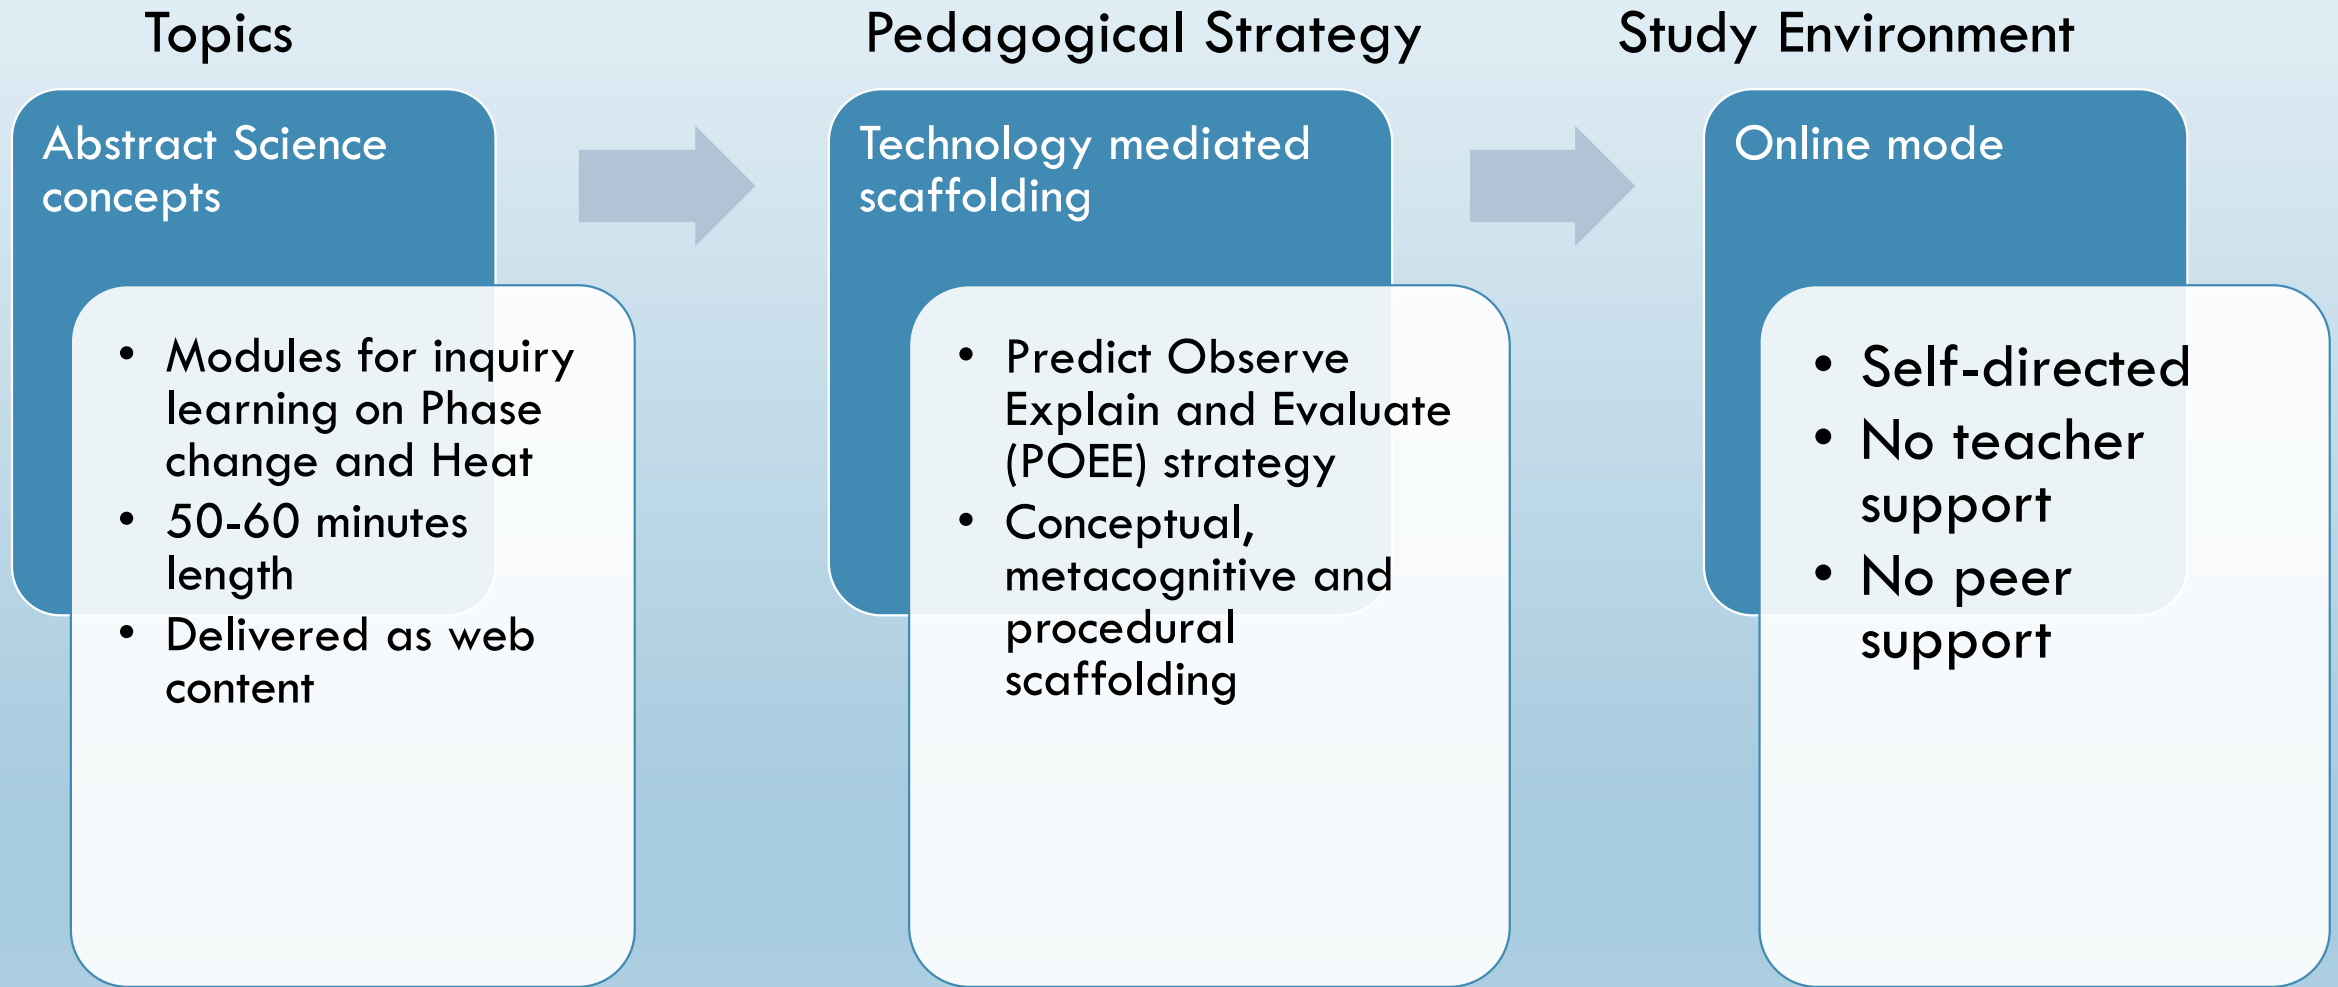 Topics
Abstract Science
concepts
• Modules for inquiry
learning on Phase
change and Heat
• 50-60 minutes
length
• Delivered as web
content
Pedagogical Strategy
Technology mediated
scaffolding
• Predict Observe
Explain and Evaluate
(POEE) strategy
• Conceptual,
metacognitive and
procedural
scaffolding
Study Environment
Online mode
• Self-directed
• No teacher
support
• No peer
support